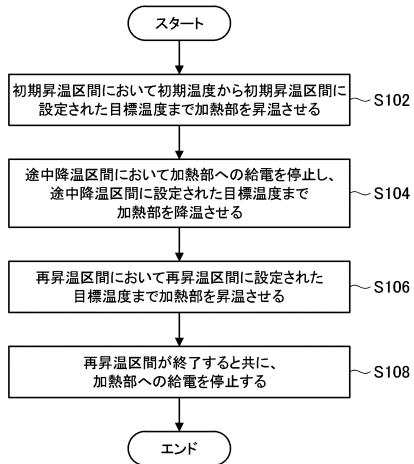 スタート
初期昇温区間において初期温度から初期昇温区間に
設定された目標温度まで加熱部を昇温させる
S102
途中降温区間において加熱部への給電を停止し、
途中降温区間に設定された目標温度まで
加熱部を降温させる
S104
再昇温区間において再昇温区間に設定された
目標温度まで加熱部を昇温させる
S106
再昇温区間が終了すると共に、
加熱部への給電を停止する
S108
エンド